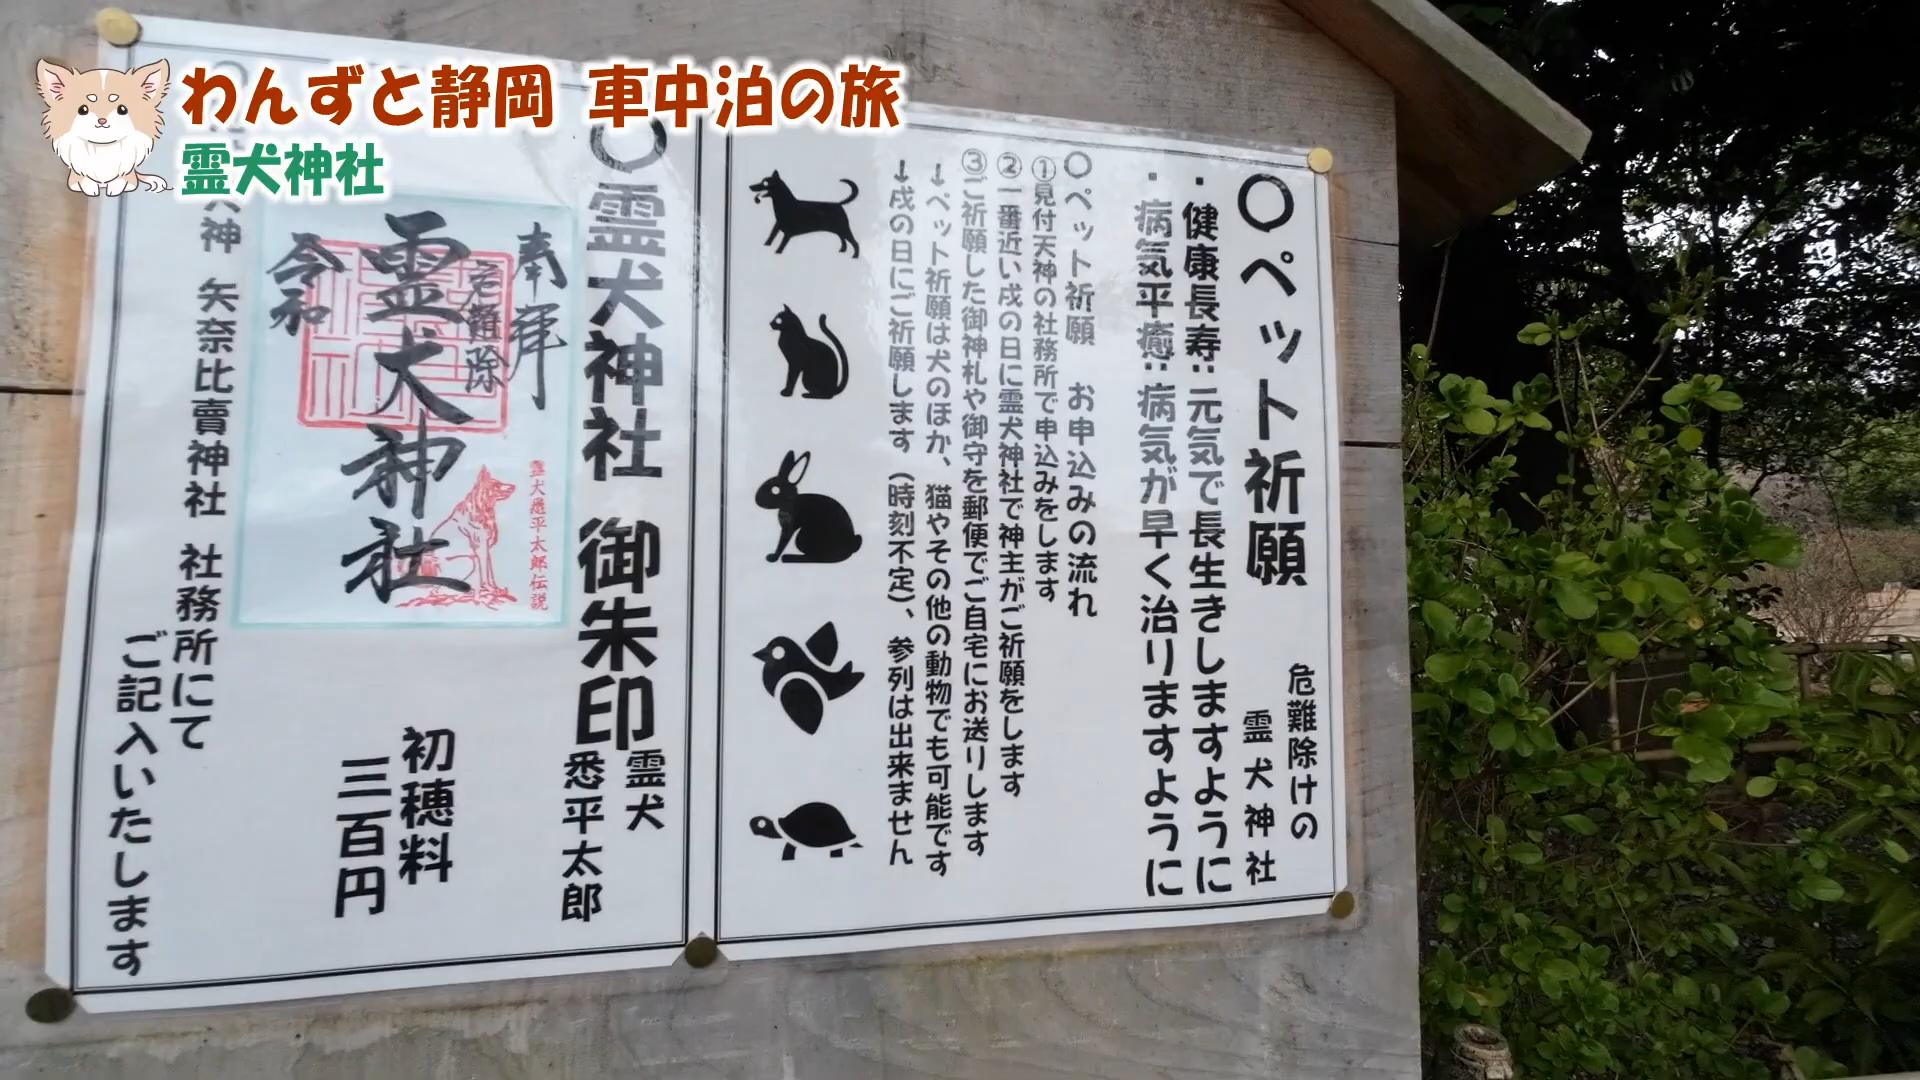 わんずと静岡 車中泊の旅
霊犬神社
○ペット祈願
危難除けの
霊犬神社
・健康長寿：元気で長生きしますように
・病気平癒：病気が早く治りますように
○ペット祈願 お申込みの流れ
①見付天神の社務所で申込みをします
②一番近い戌の日に霊犬神社で神主がご祈願をします
③ご祈願した御神札や御守を郵便でご自宅にお送りします
↓ペット祈願は犬のほか、猫やその他の動物でも可能です
↓戌の日にご祈願します（時刻不定）、参列は出来ません
○霊犬神社 御朱印
霊犬
悉平太郎
奉拝
危難除
霊犬神社
令和
霊犬悉平太郎伝説
初穂料
三百円
天神 矢奈比賣神社 社務所にて
ご記入いたします